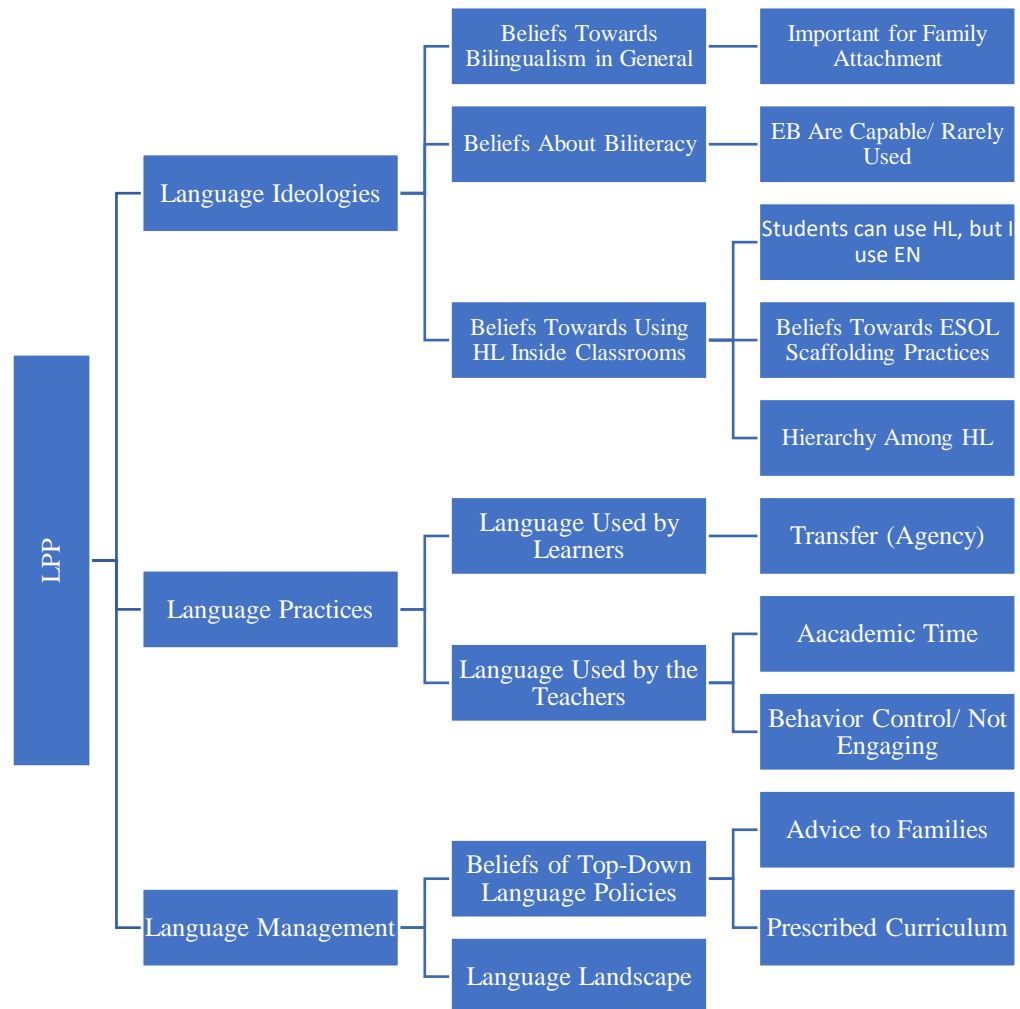 LPP
Language Ideologies
Beliefs Towards
Bilingualism in General
Important for Family
Attachment
Beliefs About Biliteracy
EB Are Capable/ Rarely
Used
Beliefs Towards Using
HL Inside Classrooms
Students can use HL, but I
use EN
Beliefs Towards ESOL
Scaffolding Practices
Hierarchy Among HL
Language Practices
Language Used by
Learners
Transfer (Agency)
Language Used by the
Teachers
Aacademic Time
Behavior Control/ Not
Engaging
Language Management
Beliefs of Top-Down
Language Policies
Advice to Families
Prescribed Curriculum
Language Landscape